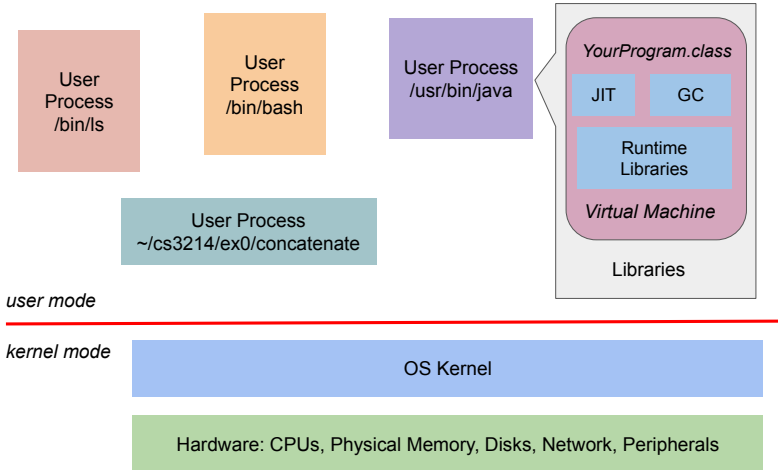 User
Process
/bin/ls
User
Process
/bin/bash
User Process
/usr/bin/java
YourProgram.class
JIT
GC
Runtime
Libraries
Virtual Machine
Libraries
User Process
~/cs3214/ex0/concatenate
user mode
kernel mode
OS Kernel
Hardware: CPUs, Physical Memory, Disks, Network, Peripherals